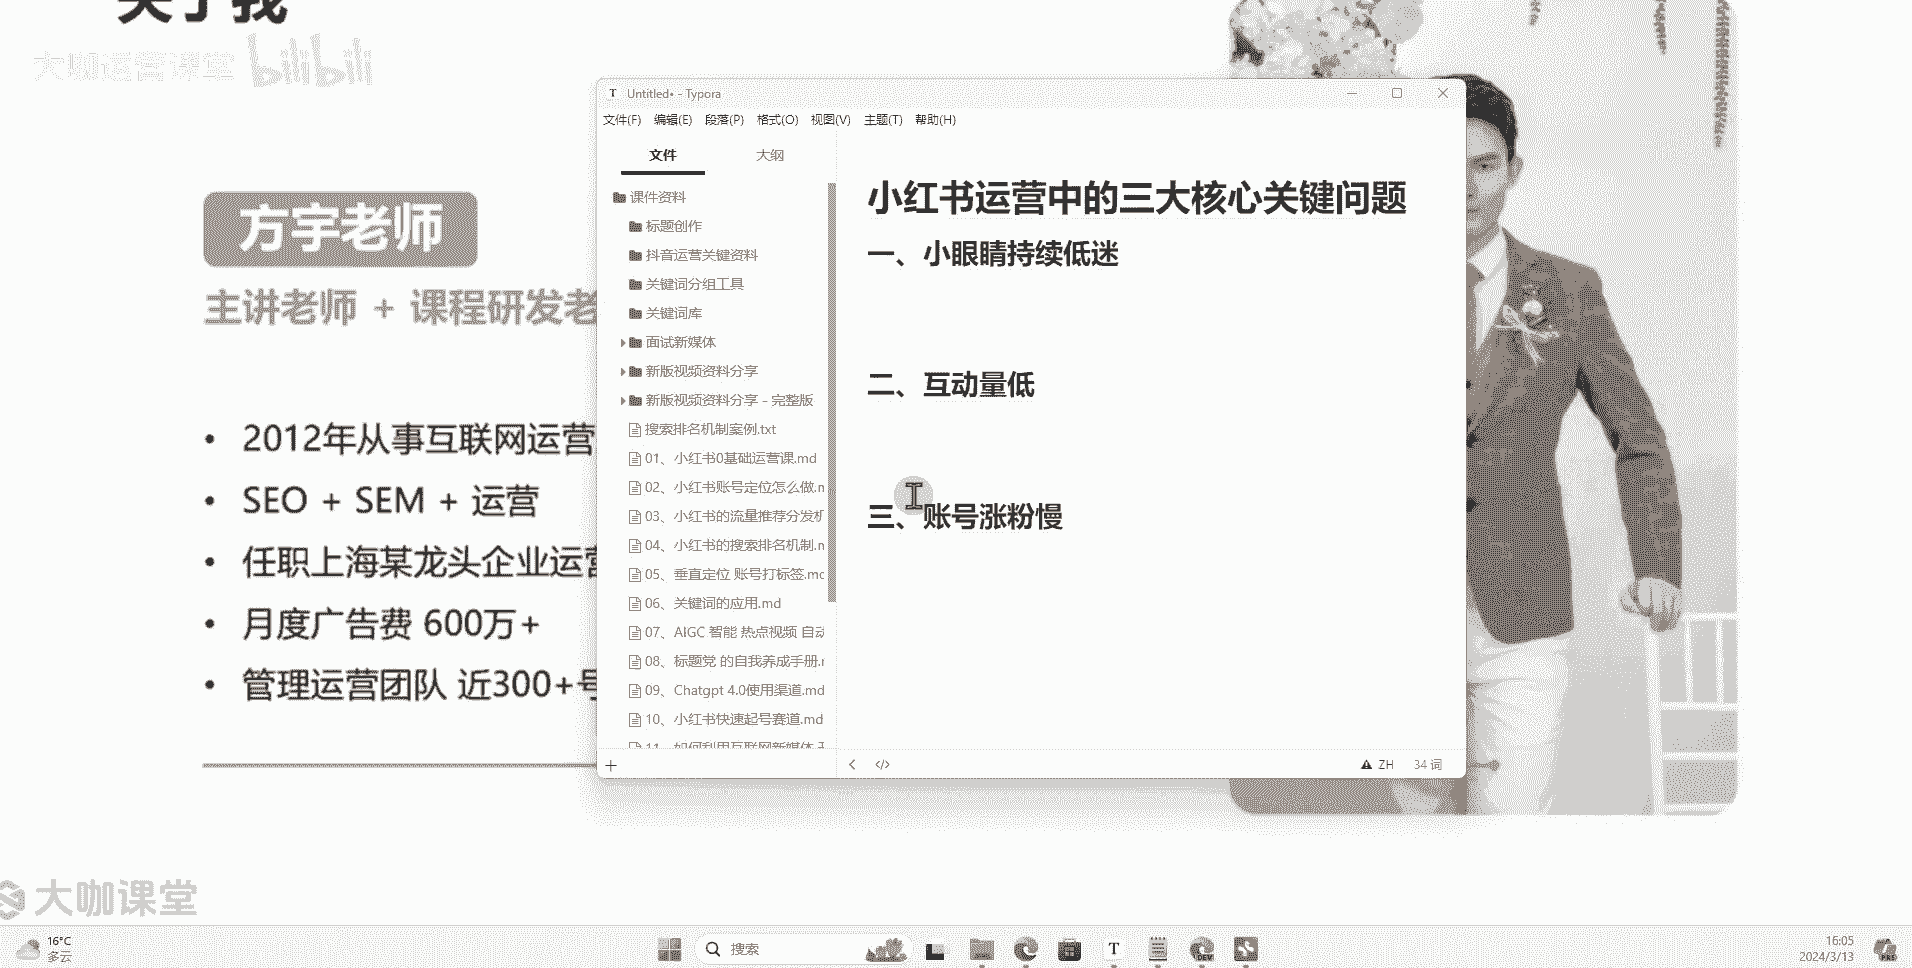 关于我
大咖运营课堂 bilibili
方宇老师
主讲老师 + 课程研发老
2012年从事互联网运营
SEO + SEM + 运营
任职上海某龙头企业运营
月度广告费 600万+
管理运营团队 近300+号
Untitled• - Typora
文件(F) 编辑(E) 段落(P) 格式(O) 视图(V) 主题(T) 帮助(H)
文件 大纲
课件资料
标题创作
抖音运营关键资料
关键词分组工具
关键词库
面试新媒体
新版视频资料分享
新版视频资料分享 - 完整版
搜索排名机制案例.txt
01、小红书0基础运营课.md
02、小红书账号定位怎么做.m
03、小红书的流量推荐分发机
04、小红书的搜索排名机制.m
05、垂直定位 账号打标签.md
06、关键词的应用.md
07、AIGC 智能 热点视频 自动
08、标题党 的自我养成手册.m
09、Chatgpt 4.0使用渠道.md
10、小红书快速起号赛道.md
11、如何利用互联网新媒体
小红书运营中的三大核心关键问题
一、小眼睛持续低迷
二、互动量低
三、账号涨粉慢
ZH 34 词
大咖课堂
16°C
多云
搜索
T
DEV
16:05
2024/3/13
PRE